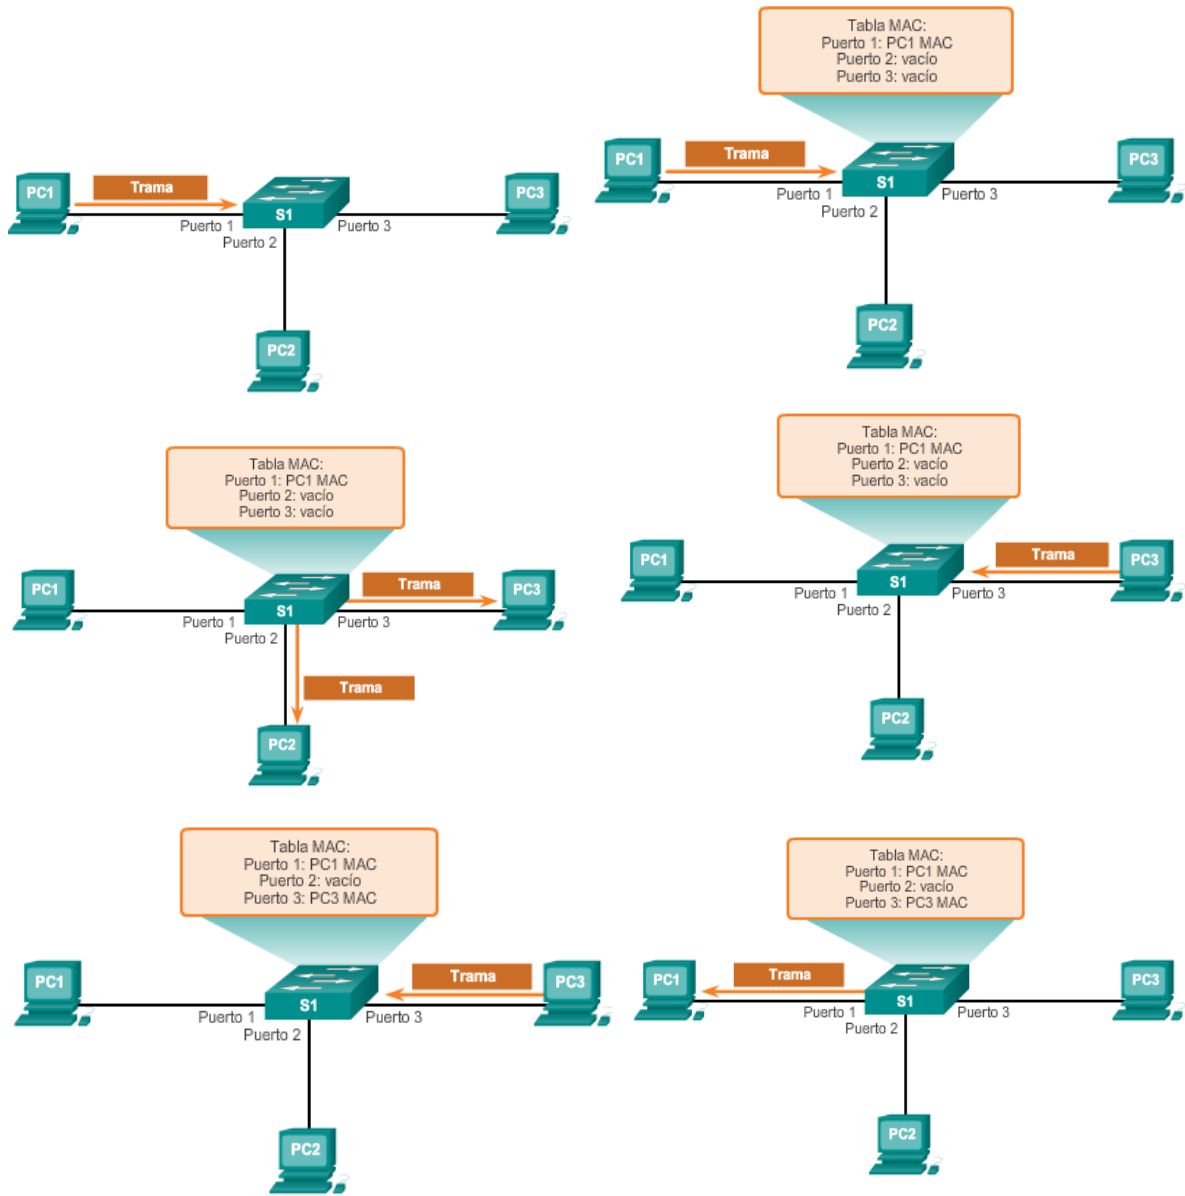 PC1
Trama
S1
PC3
Puerto 1
Puerto 3
Puerto 2
PC2
Tabla MAC:
Puerto 1: PC1 MAC
Puerto 2: vacío
Puerto 3: vacío
PC1
Trama
S1
PC3
Puerto 1
Puerto 3
Puerto 2
PC2
Tabla MAC:
Puerto 1: PC1 MAC
Puerto 2: vacío
Puerto 3: vacío
PC1
Trama
PC3
S1
Puerto 1
Puerto 3
Puerto 2
Trama
PC2
Tabla MAC:
Puerto 1: PC1 MAC
Puerto 2: vacío
Puerto 3: vacío
PC1
Trama
PC3
S1
Puerto 1
Puerto 3
Puerto 2
PC2
Tabla MAC:
Puerto 1: PC1 MAC
Puerto 2: vacío
Puerto 3: PC3 MAC
PC1
Trama
PC3
S1
Puerto 1
Puerto 3
Puerto 2
PC2
Tabla MAC:
Puerto 1: PC1 MAC
Puerto 2: vacío
Puerto 3: PC3 MAC
PC1
Trama
PC3
S1
Puerto 1
Puerto 3
Puerto 2
PC2